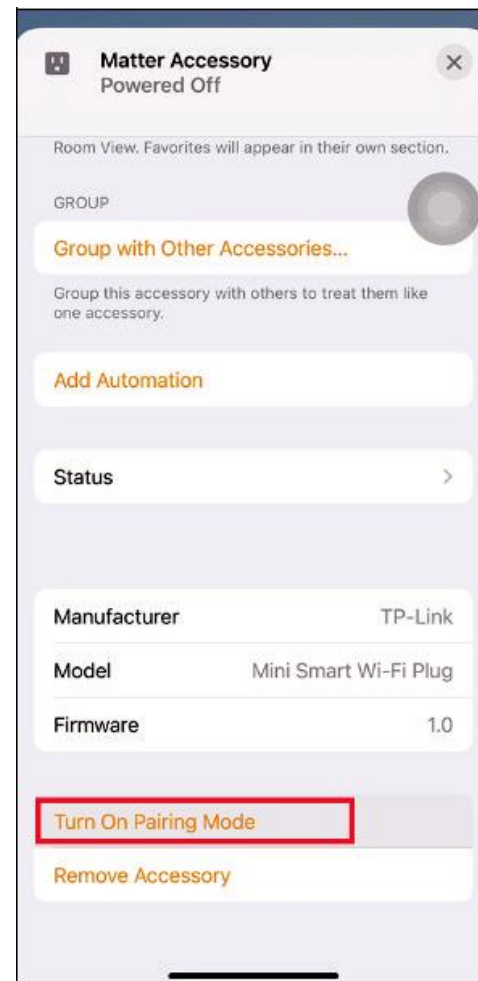 Matter Accessory
Powered Off
Room View. Favorites will appear in their own section.
GROUP
Group with Other Accessories...
Group this accessory with others to treat them like
one accessory.
Add Automation
Status
Manufacturer TP-Link
Model Mini Smart Wi-Fi Plug
Firmware 1.0
Turn On Pairing Mode
Remove Accessory